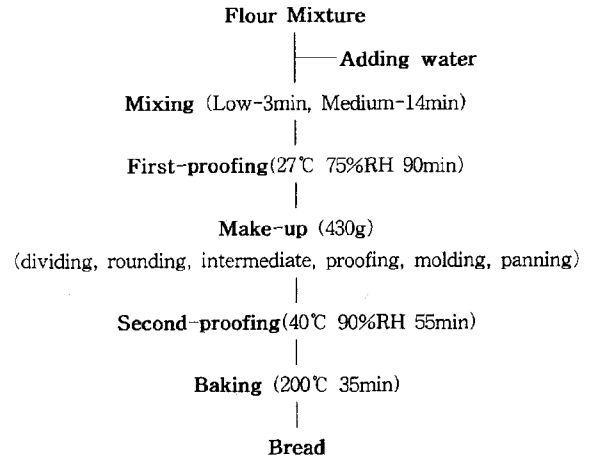 Flour Mixture
Adding water
Mixing (Low-3min, Medium-14min)
First-proofing(27℃ 75%RH 90min)
Make-up (430g)
(dividing, rounding, intermediate, proofing, molding, panning)
Second-proofing(40℃ 90%RH 55min)
Baking (200℃ 35min)
Bread